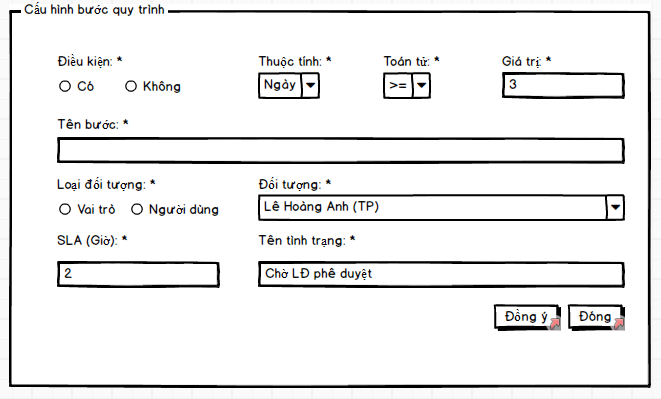 Cấu hình bước quy trình
Điều kiện: * Thuộc tính: * Toán tử: * Giá trị: *
Có Không Ngày >= 3
Tên bước: *
Loại đối tượng: * Đối tượng: *
Vai trò Người dùng Lê Hoàng Anh (TP)
SLA (Giờ): * Tên tình trạng: *
2 Chờ LĐ phê duyệt
Đồng ý Đóng